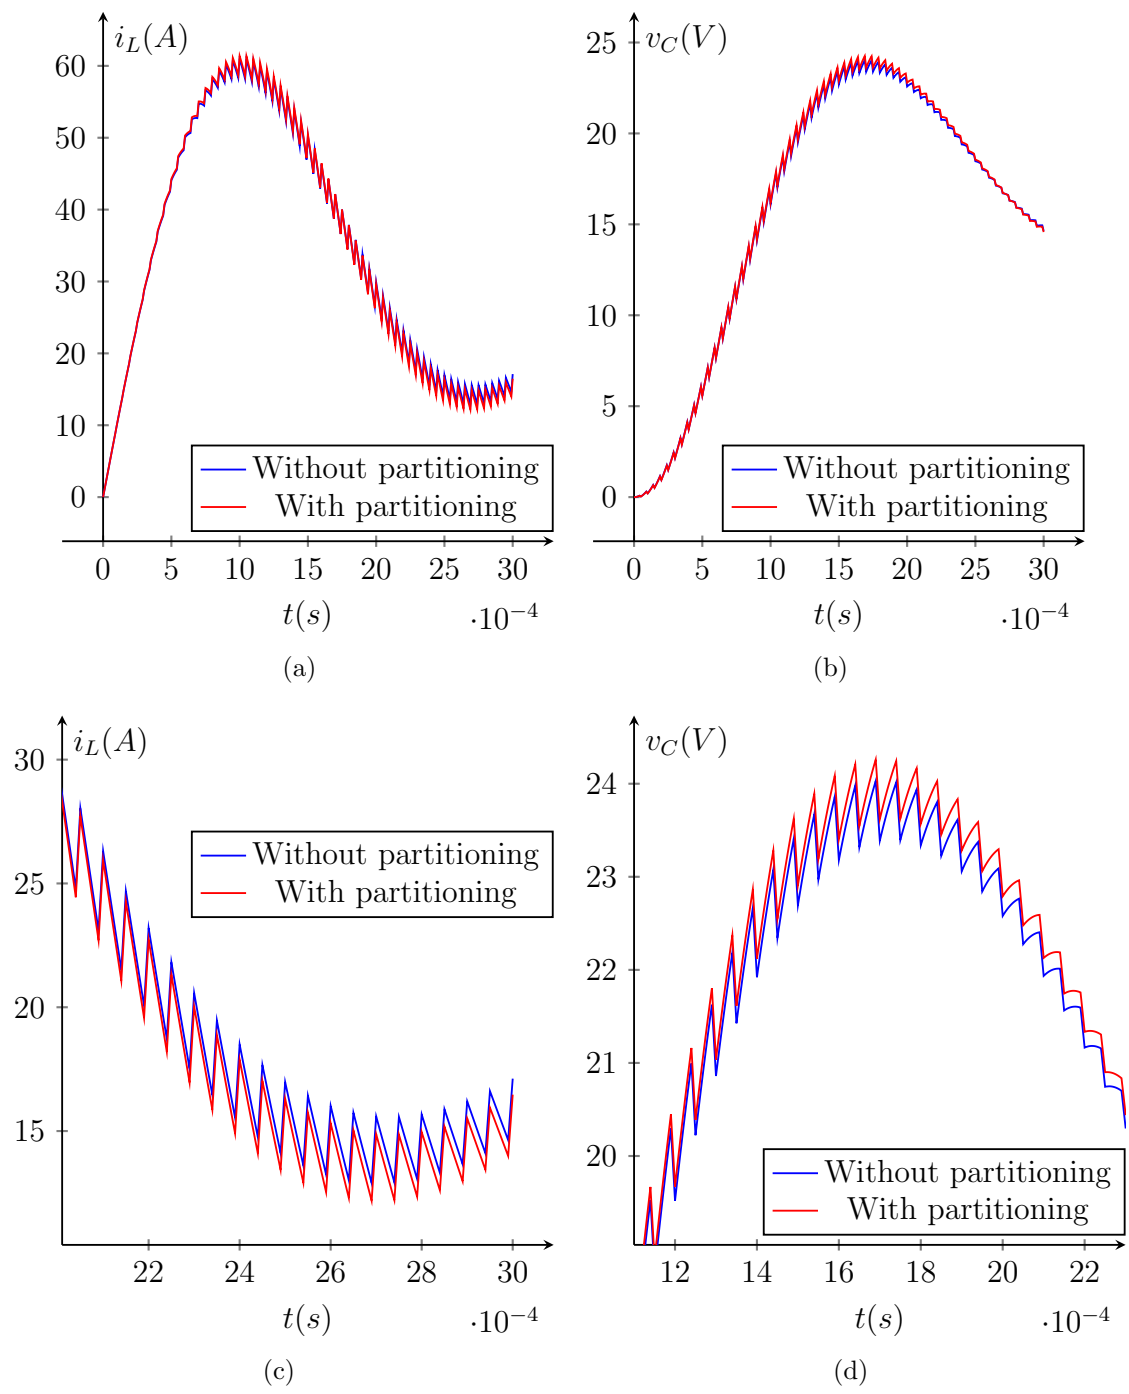 i_L(A)
60
50
40
30
20
10
0
Without partitioning
With partitioning
0 5 10 15 20 25 30
t(s) ·10⁻⁴
(a)
v_C(V)
25
20
15
10
5
0
Without partitioning
With partitioning
0 5 10 15 20 25 30
t(s) ·10⁻⁴
(b)
i_L(A)
30
25
20
15
Without partitioning
With partitioning
22 24 26 28 30
t(s) ·10⁻⁴
(c)
v_C(V)
24
23
22
21
20
Without partitioning
With partitioning
12 14 16 18 20 22
t(s) ·10⁻⁴
(d)